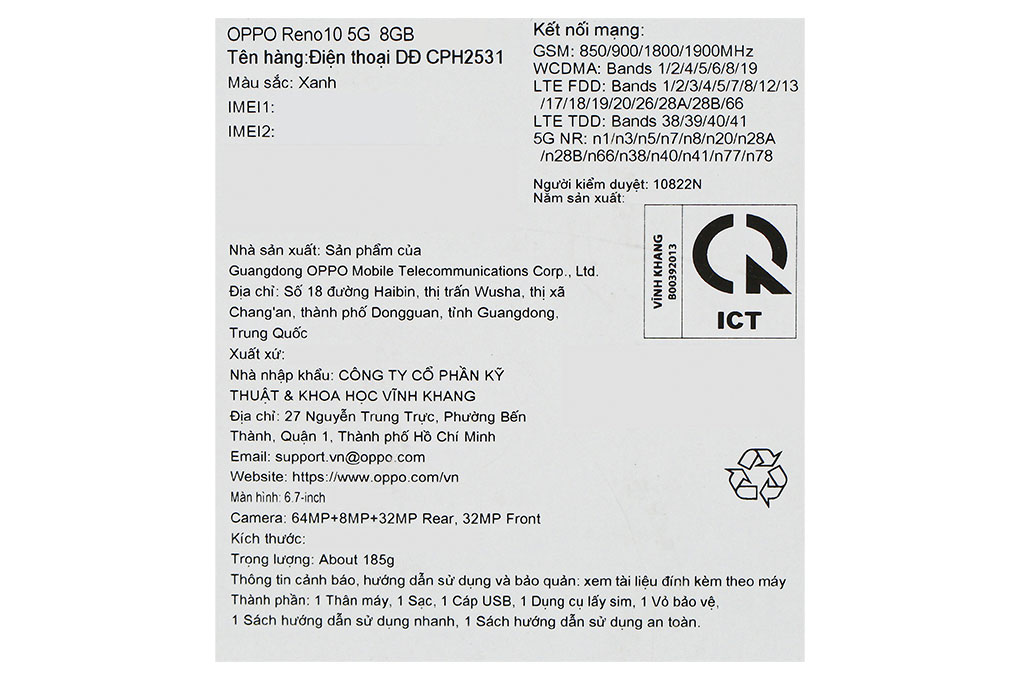 OPPO Reno10 5G 8GB
Tên hàng:Điện thoại DĐ CPH2531
Màu sắc: Xanh
IMEI1:
IMEI2:
Kết nối mạng:
GSM: 850/900/1800/1900MHz
WCDMA: Bands 1/2/4/5/6/8/19
LTE FDD: Bands 1/2/3/4/5/7/8/12/13
/17/18/19/20/26/28A/28B/66
LTE TDD: Bands 38/39/40/41
5G NR: n1/n3/n5/n7/n8/n20/n28A
/n28B/n66/n38/n40/n41/n77/n78
Người kiểm duyệt: 10822N
Năm sản xuất:
VĨNH KHANG
B00392013
ICT
Nhà sản xuất: Sản phẩm của
Guangdong OPPO Mobile Telecommunications Corp., Ltd.
Địa chỉ: Số 18 đường Haibin, thị trấn Wusha, thị xã
Chang'an, thành phố Dongguan, tỉnh Guangdong,
Trung Quốc
Xuất xứ:
Nhà nhập khẩu: CÔNG TY CỔ PHẦN KỸ
THUẬT & KHOA HỌC VĨNH KHANG
Địa chỉ: 27 Nguyễn Trung Trực, Phường Bến
Thành, Quận 1, Thành phố Hồ Chí Minh
Email: support.vn@oppo.com
Website: https://www.oppo.com/vn
Màn hình: 6.7-inch
Camera: 64MP+8MP+32MP Rear, 32MP Front
Kích thước:
Trọng lượng: About 185g
Thông tin cảnh báo, hướng dẫn sử dụng và bảo quản: xem tài liệu đính kèm theo máy
Thành phần: 1 Thân máy, 1 Sạc, 1 Cáp USB, 1 Dụng cụ lấy sim, 1 Vỏ bảo vệ,
1 Sách hướng dẫn sử dụng nhanh, 1 Sách hướng dẫn sử dụng an toàn.